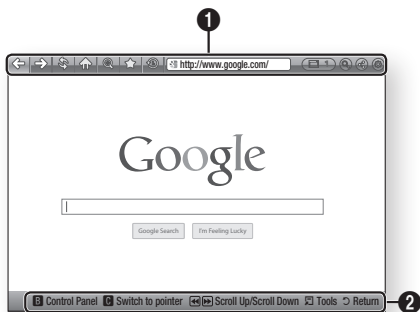 1
http://www.google.com/
1
Google
Google Search I'm Feeling Lucky
B Control Panel C Switch to pointer Scroll Up/Scroll Down Tools Return
2